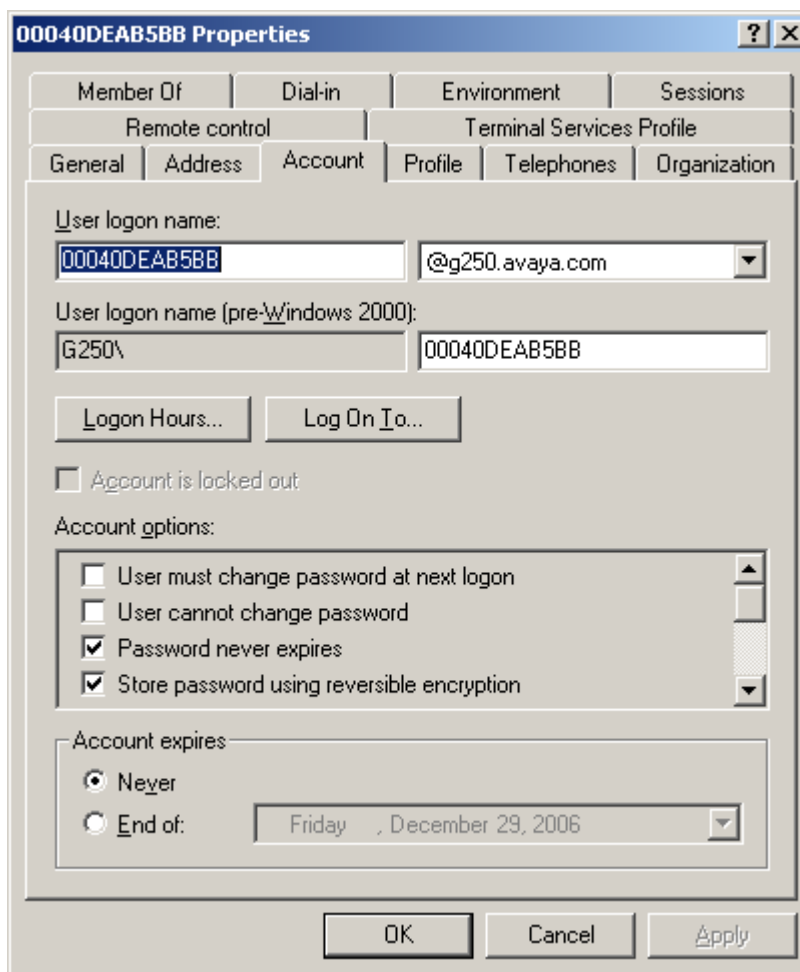 00040DEAB5BB Properties
Member Of Dial-in Environment Sessions
Remote control Terminal Services Profile
General Address Account Profile Telephones Organization
User logon name:
00040DEAB5BB @g250.avaya.com
User logon name (pre-Windows 2000):
G250\ 00040DEAB5BB
Logon Hours... Log On To...
Account is locked out
Account options:
User must change password at next logon
User cannot change password
Password never expires
Store password using reversible encryption
Account expires
Never
End of: Friday , December 29, 2006
OK Cancel Apply